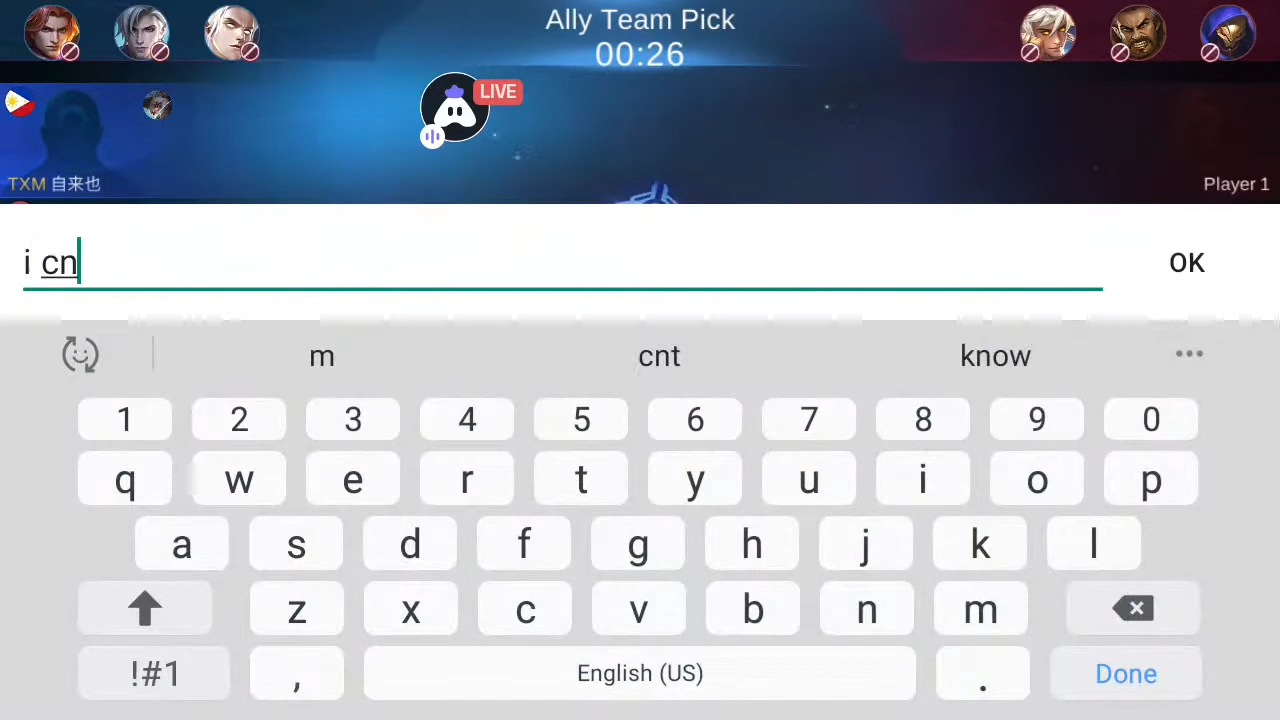 Ally Team Pick
00:26
LIVE
TXM 自来也
Player 1
i cn
OK
m cnt know
1 2 3 4 5 6 7 8 9 0
q w e r t y u i o p
a s d f g h j k l
z x c v b n m
!#1 , English (US) . Done